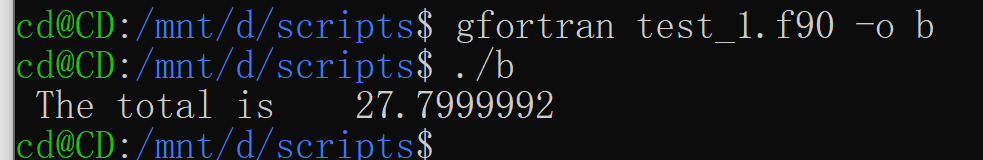 cd@CD:/mnt/d/scripts$ gfortran test_1.f90 -o b
cd@CD:/mnt/d/scripts$ ./b
The total is   27.7999992
cd@CD:/mnt/d/scripts$